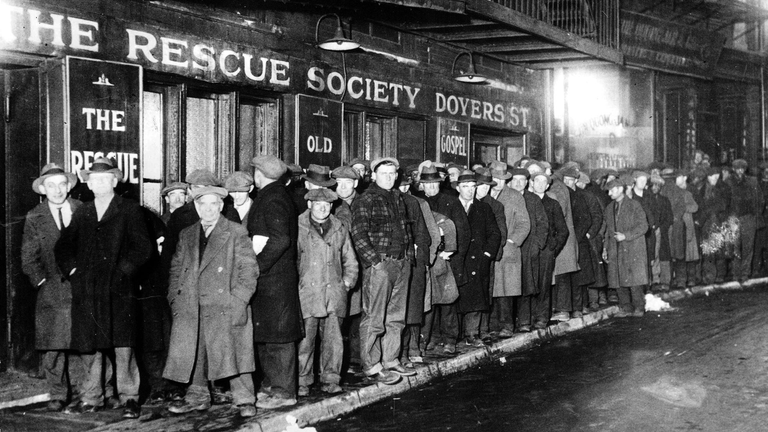 THE RESCUE SOCIETY DOYERS ST.
THE
RESCUE
OLD
GOSPEL